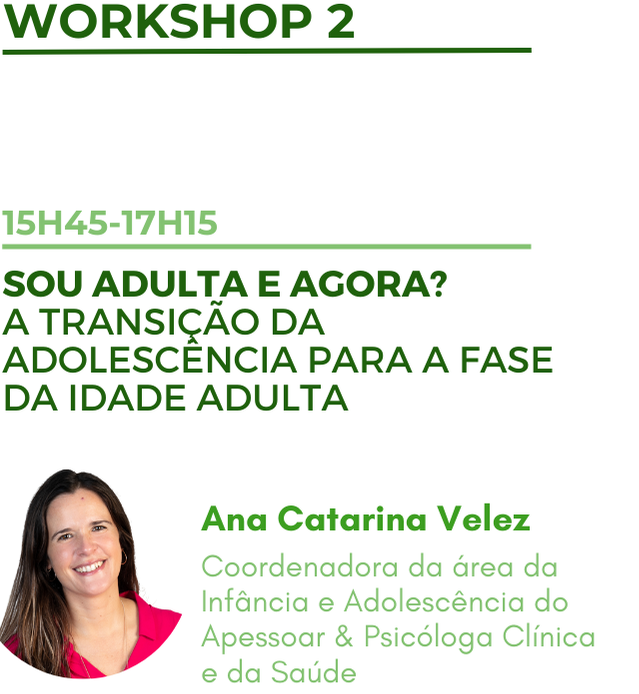 WORKSHOP 2
15H45-17H15
SOU ADULTA E AGORA?
A TRANSIÇÃO DA
ADOLESCÊNCIA PARA A FASE
DA IDADE ADULTA
Ana Catarina Velez
Coordenadora da área da
Infância e Adolescência do
Apessoar & Psicóloga Clínica
e da Saúde